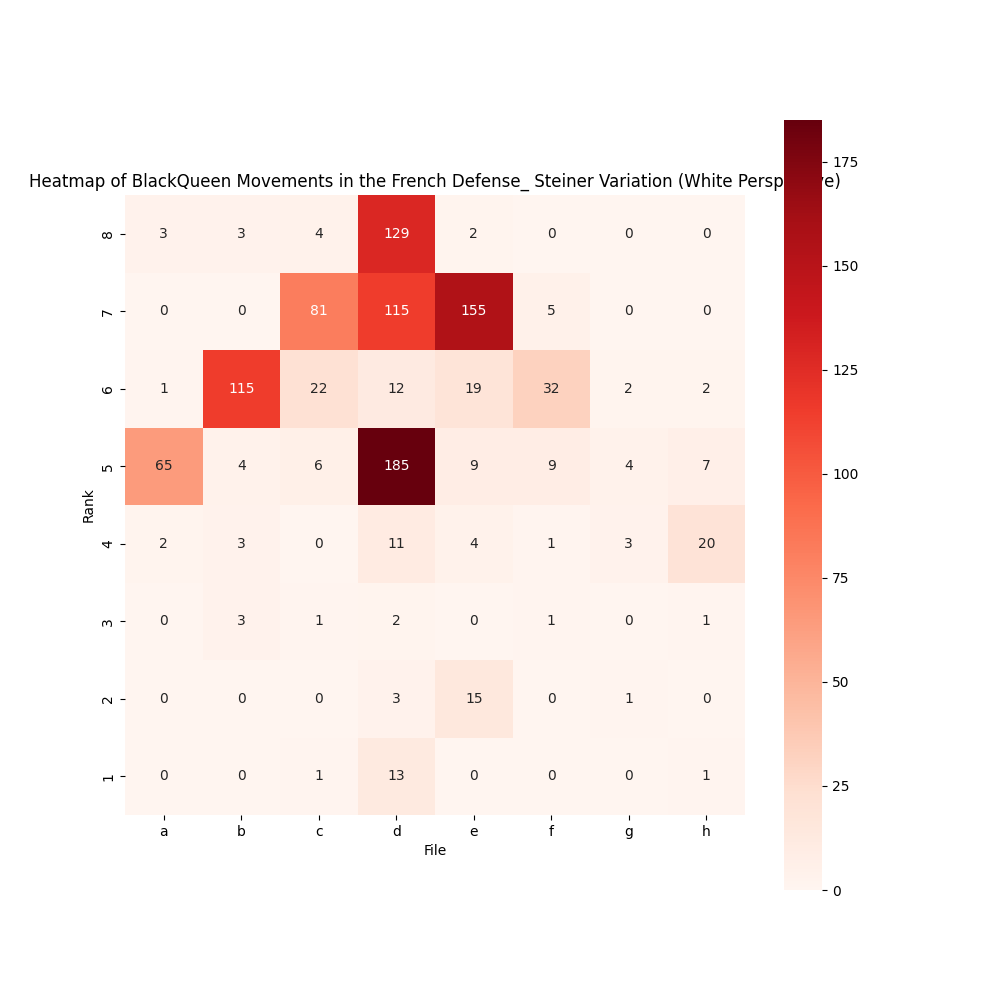 Heatmap of BlackQueen Movements in the French Defense_ Steiner Variation (White Persp ve)
8 3 3 4 129 2 0 0 0
7 0 0 81 115 155 5 0 0
6 1 115 22 12 19 32 2 2
5 65 4 6 185 9 9 4 7
4 2 3 0 11 4 1 3 20
3 0 3 1 2 0 1 0 1
2 0 0 0 3 15 0 1 0
1 0 0 1 13 0 0 0 1
a b c d e f g h
File
Rank
175
150
125
100
75
50
25
0